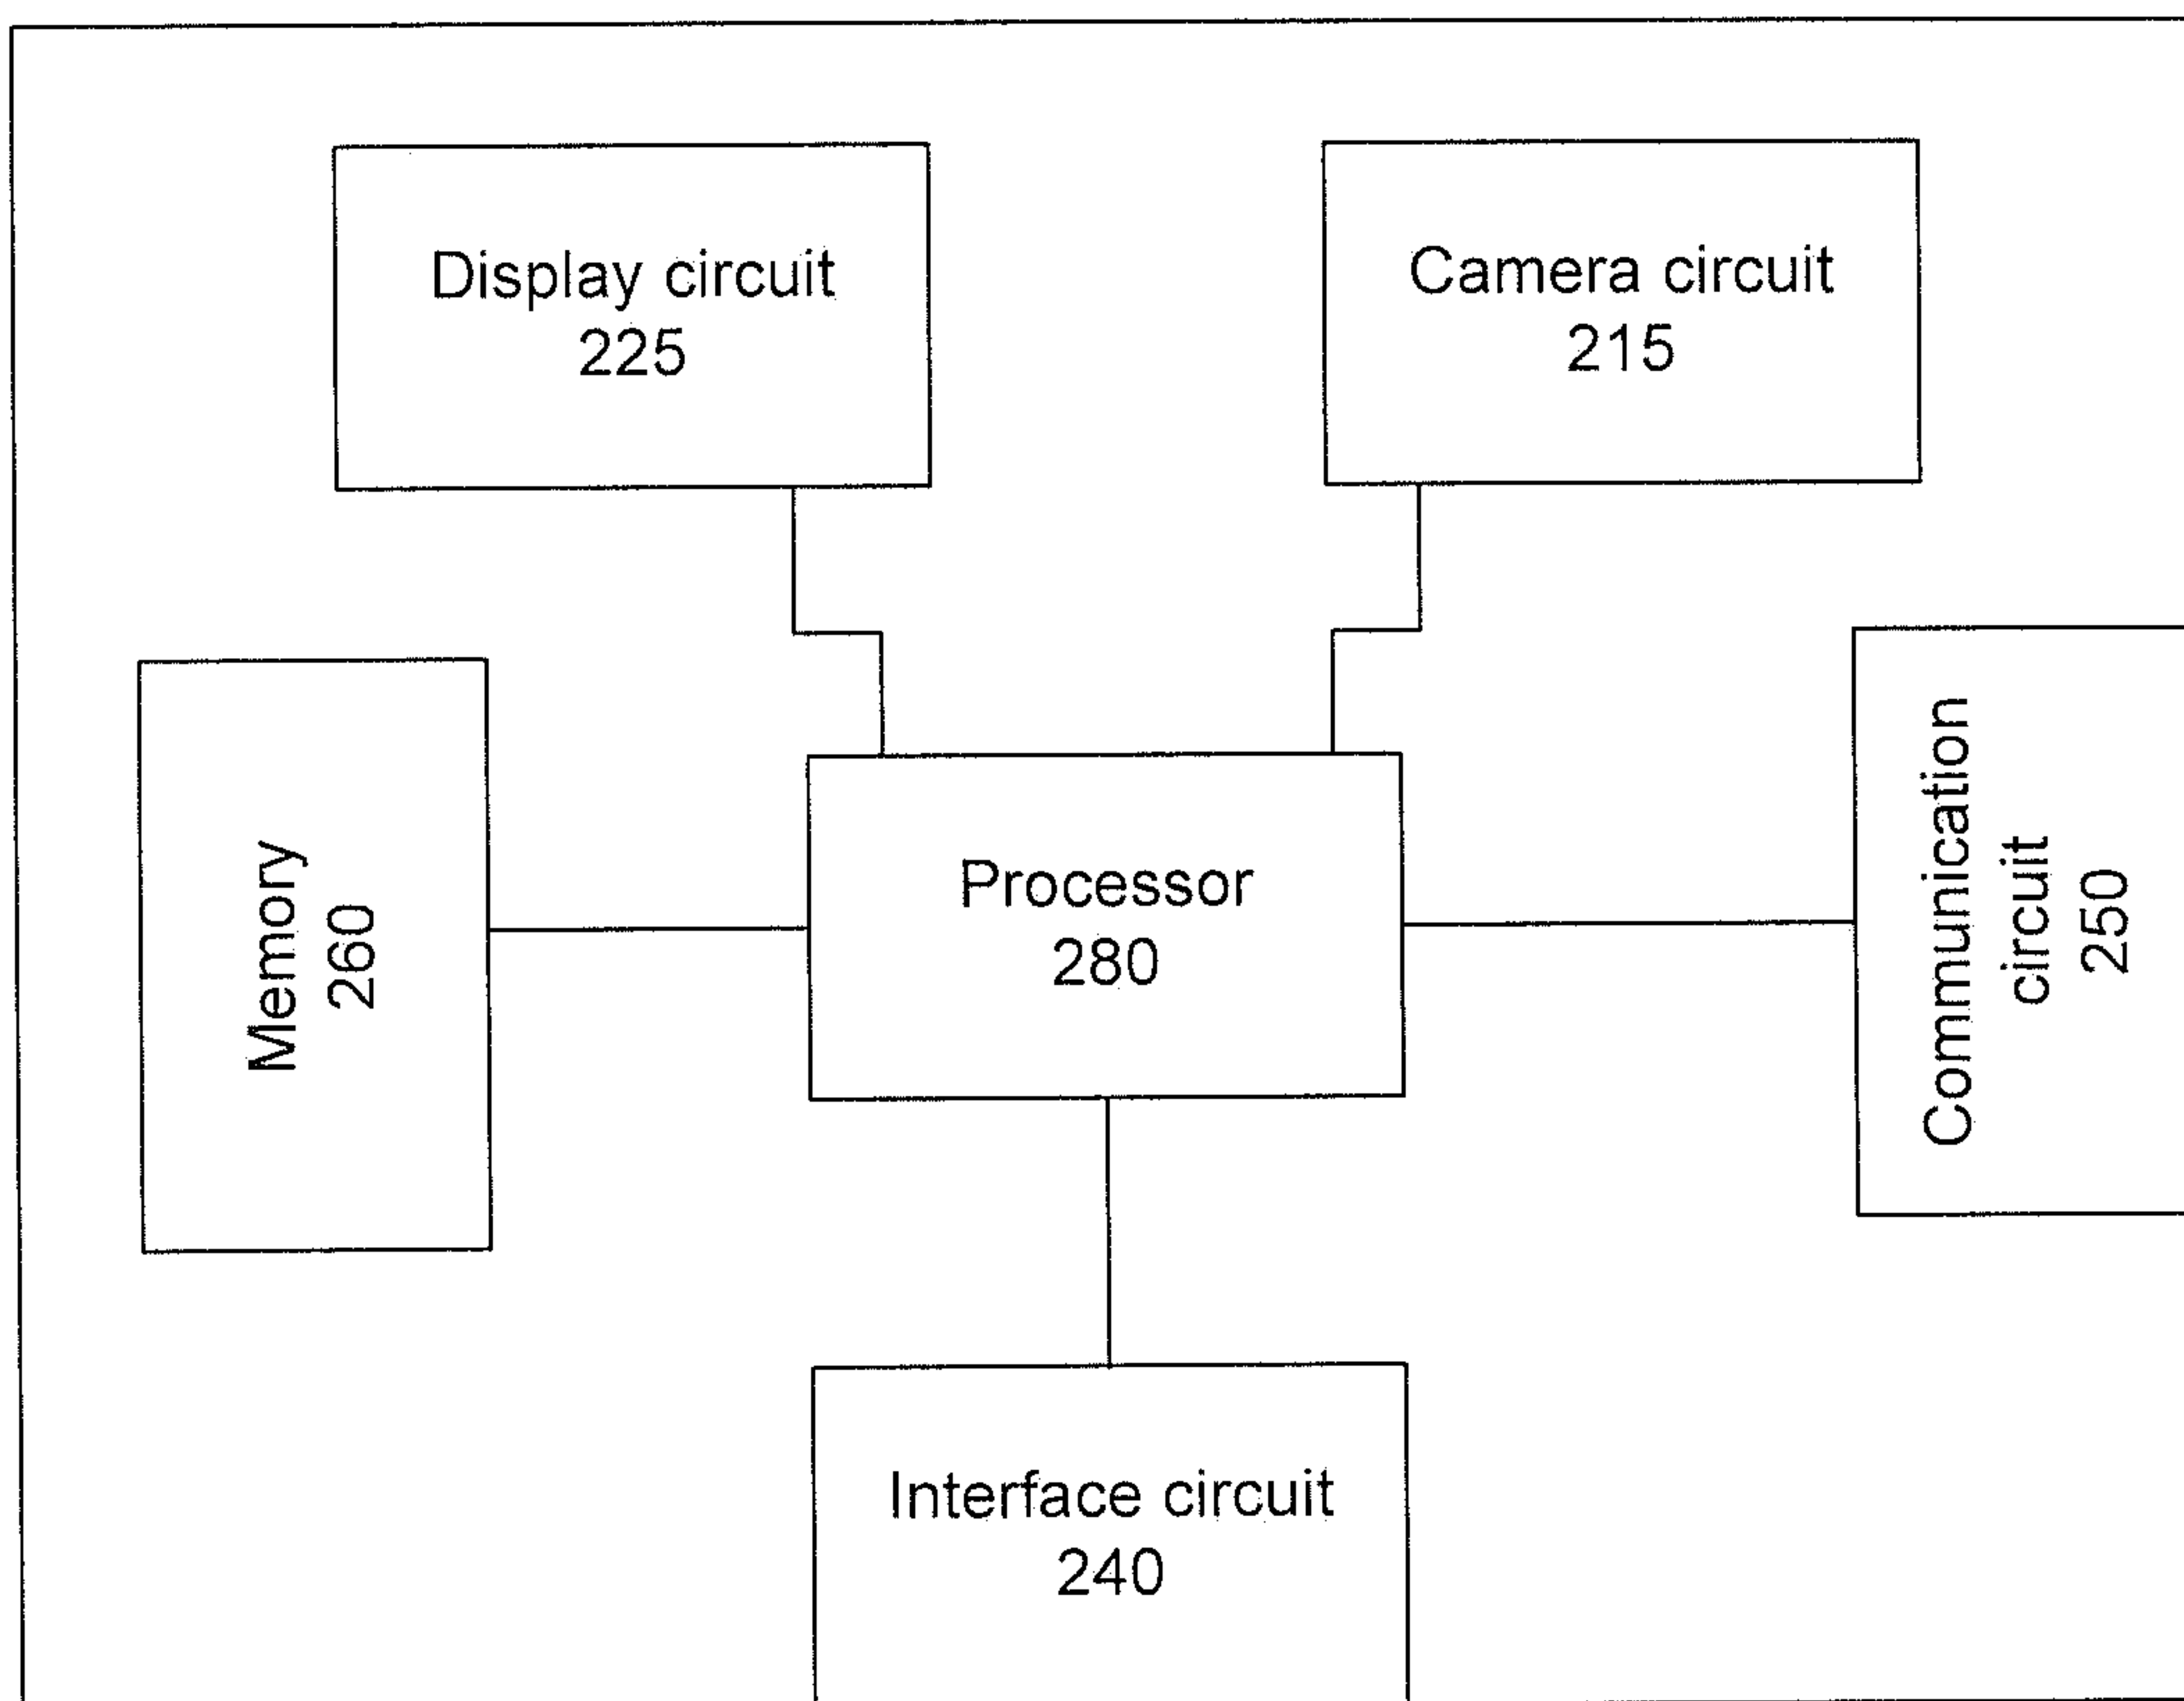 Display circuit
225
Camera circuit
215
Memory
260
Processor
280
Communication
circuit
250
Interface circuit
240